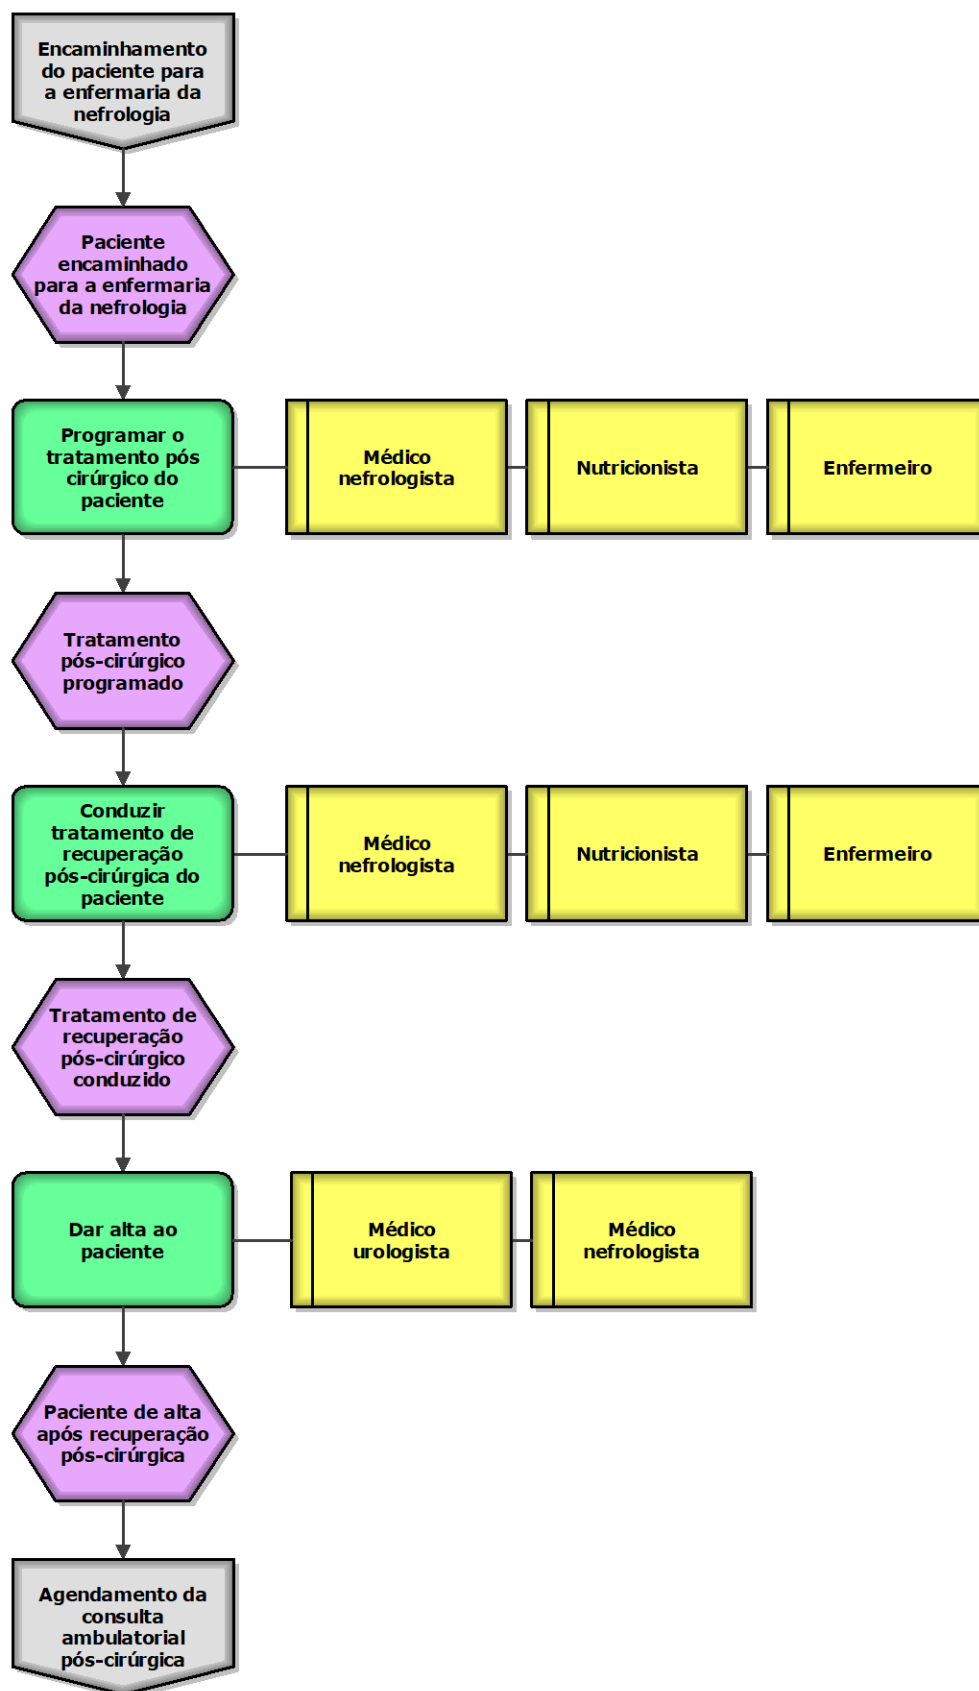 Encaminhamento
do paciente para
a enfermaria da
nefrologia
Paciente
encaminhado
para a enfermaria
da nefrologia
Programar o
tratamento pós
cirúrgico do
paciente
Médico
nefrologista
Nutricionista
Enfermeiro
Tratamento
pós-cirúrgico
programado
Conduzir
tratamento de
recuperação
pós-cirúrgica do
paciente
Médico
nefrologista
Nutricionista
Enfermeiro
Tratamento de
recuperação
pós-cirúrgico
conduzido
Dar alta ao
paciente
Médico
urologista
Médico
nefrologista
Paciente de alta
após recuperação
pós-cirúrgica
Agendamento da
consulta
ambulatorial
pós-cirúrgica